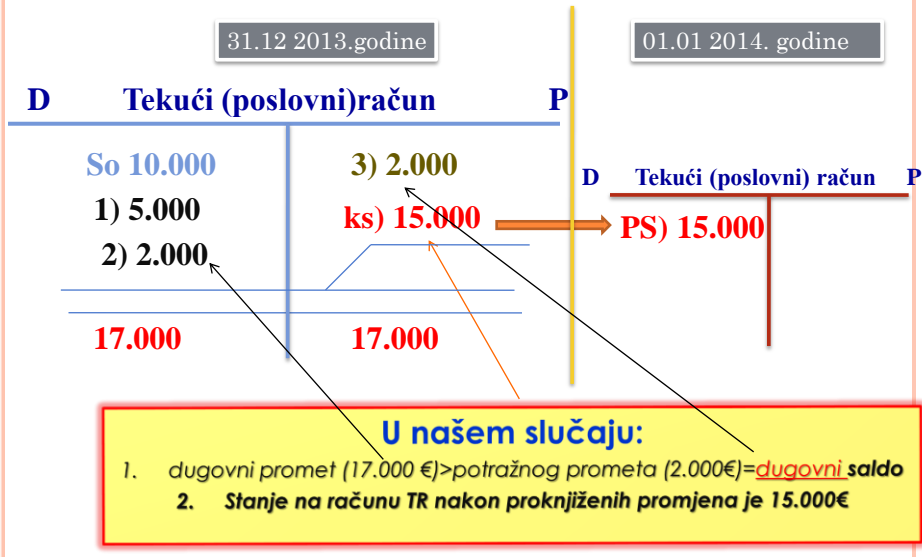 31.12 2013.godine
01.01 2014. godine
D Tekući (poslovni)račun P
So 10.000
3) 2.000
1) 5.000
ks) 15.000
2) 2.000
17.000
17.000
D Tekući (poslovni) račun P
PS) 15.000
U našem slučaju:
1. dugovni promet (17.000 €)>potražnog prometa (2.000€)=dugovni saldo
2. Stanje na računu TR nakon proknjiženih promjena je 15.000€